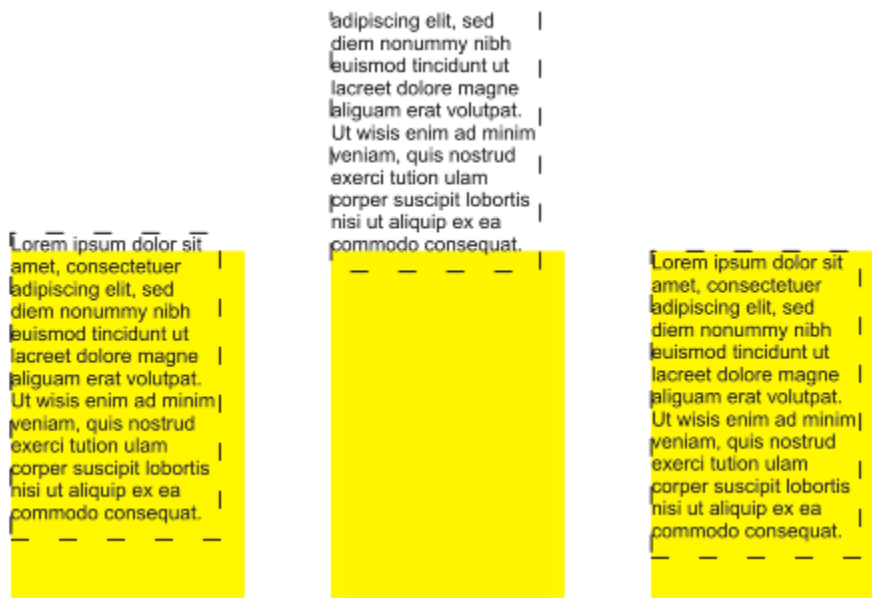 Lorem ipsum dolor sit
amet, consectetuer
adipiscing elit, sed
diem nonummy nibh
euismod tincidunt ut
lacreet dolore magne
aliguam erat volutpat.
Ut wisis enim ad minim
veniam, quis nostrud
exerci tution ulam
corper suscipit lobortis
nisi ut aliquip ex ea
commodo consequat.
adipiscing elit, sed
diem nonummy nibh
euismod tincidunt ut
lacreet dolore magne
aliguam erat volutpat.
Ut wisis enim ad minim
veniam, quis nostrud
exerci tution ulam
corper suscipit lobortis
nisi ut aliquip ex ea
commodo consequat.
Lorem ipsum dolor sit
amet, consectetuer
adipiscing elit, sed
diem nonummy nibh
euismod tincidunt ut
lacreet dolore magne
aliguam erat volutpat.
Ut wisis enim ad minim
veniam, quis nostrud
exerci tution ulam
corper suscipit lobortis
nisi ut aliquip ex ea
commodo consequat.